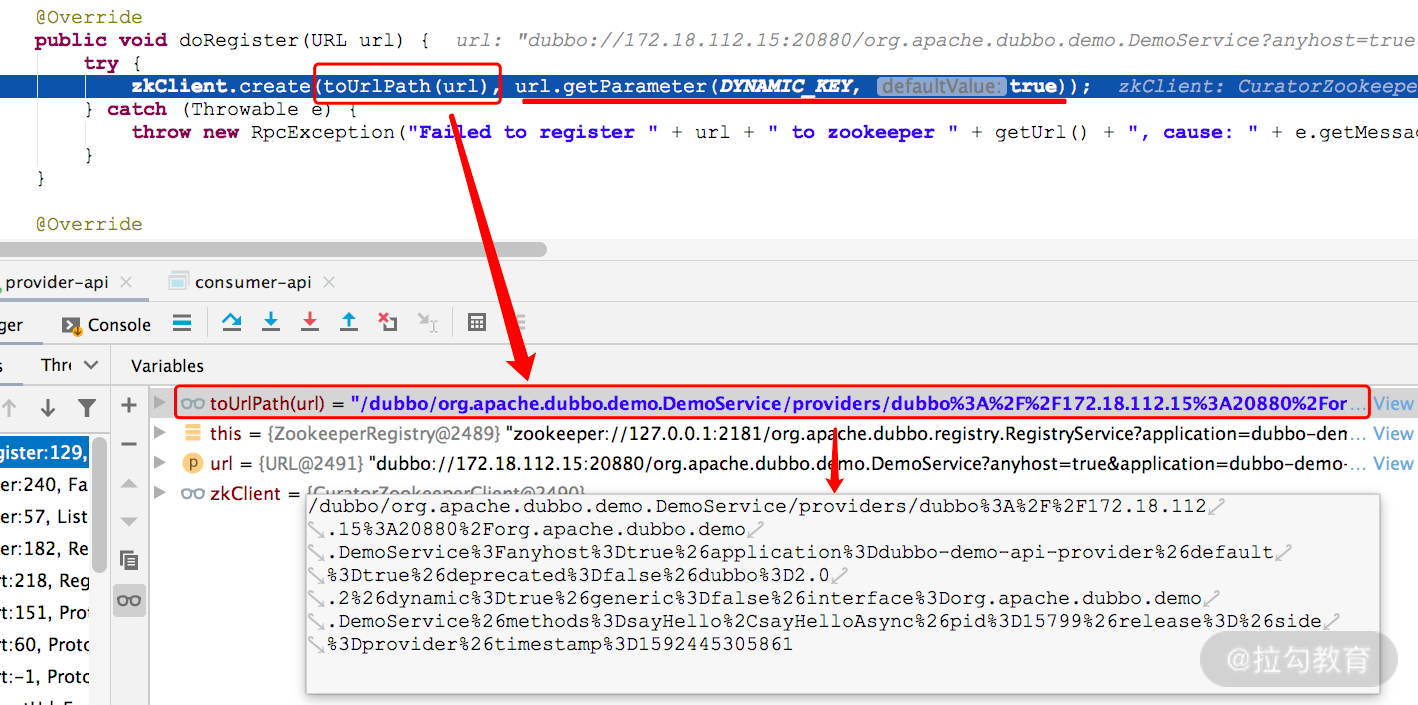 @Override
public void doRegister(URL url) {  url: "dubbo://172.18.112.15:20880/org.apache.dubbo.demo.DemoService?anyhost=true
try {
zkClient.create(toUrlPath(url), url.getParameter(DYNAMIC_KEY, defaultValue: true));  zkClient: CuratorZookeepe
} catch (Throwable e) {
throw new RpcException("Failed to register " + url + " to zookeeper " + getUrl() + ", cause: " + e.getMessag
}
}
@Override
provider-api × consumer-api ×
ger Console
s Thre Variables
toUrlPath(url) = "/dubbo/org.apache.dubbo.demo.DemoService/providers/dubbo%3A%2F%2F172.18.112.15%3A20880%2For... View
this = {ZookeeperRegistry@2489} "zookeeper://127.0.0.1:2181/org.apache.dubbo.registry.RegistryService?application=dubbo-den... View
gister:129,
p url = {URL@2491} "dubbo://172.18.112.15:20880/org.apache.dubbo.demo.DemoService?anyhost=true&application=dubbo-demo-... View
er:240, Fa
zkClient = {CuratorZookeeperClient@2490}
/dubbo/org.apache.dubbo.demo.DemoService/providers/dubbo%3A%2F%2F172.18.112
er:57, List
.15%3A20880%2Forg.apache.dubbo.demo
er:182, Re
.DemoService%3Fanyhost%3Dtrue%26application%3Ddubbo-demo-api-provider%26default
rt:218, Reg
%3Dtrue%26deprecated%3Dfalse%26dubbo%3D2.0
.2%26dynamic%3Dtrue%26generic%3Dfalse%26interface%3Dorg.apache.dubbo.demo
rt:151, Prot
.DemoService%26methods%3DsayHello%2CsayHelloAsync%26pid%3D15799%26release%3D%26side
rt:60, Proto
%3Dprovider%26timestamp%3D1592445305861
rt:-1, Proto
@拉勾教育